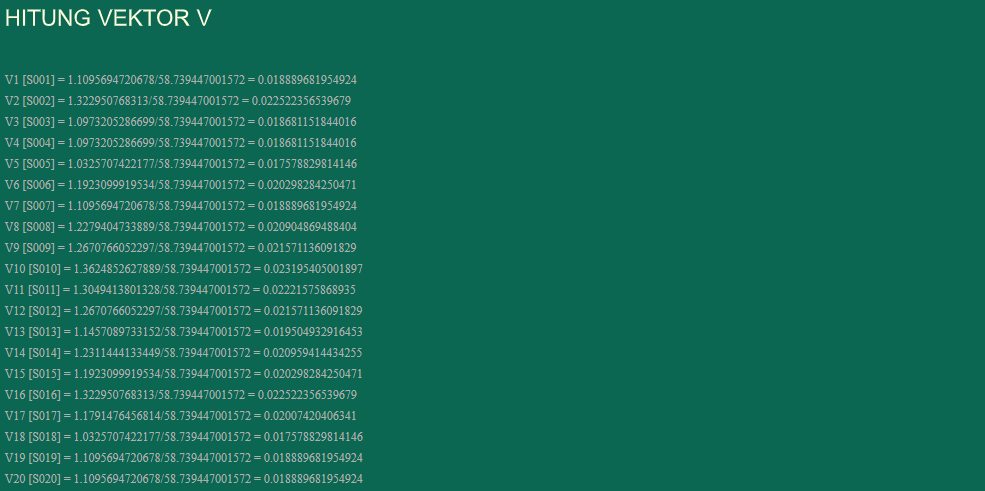 HITUNG VEKTOR V
V1 [S001] = 1.1095694720678/58.739447001572 = 0.018889681954924
V2 [S002] = 1.322950768313/58.739447001572 = 0.022522356539679
V3 [S003] = 1.0973205286699/58.739447001572 = 0.018681151844016
V4 [S004] = 1.0973205286699/58.739447001572 = 0.018681151844016
V5 [S005] = 1.0325707422177/58.739447001572 = 0.017578829814146
V6 [S006] = 1.1923099919534/58.739447001572 = 0.020298284250471
V7 [S007] = 1.1095694720678/58.739447001572 = 0.018889681954924
V8 [S008] = 1.2279404733889/58.739447001572 = 0.020904869488404
V9 [S009] = 1.2670766052297/58.739447001572 = 0.021571136091829
V10 [S010] = 1.3624852627889/58.739447001572 = 0.023195405001897
V11 [S011] = 1.3049413801328/58.739447001572 = 0.02221575868935
V12 [S012] = 1.2670766052297/58.739447001572 = 0.021571136091829
V13 [S013] = 1.1457089733152/58.739447001572 = 0.019504932916453
V14 [S014] = 1.2311444133449/58.739447001572 = 0.020959414434255
V15 [S015] = 1.1923099919534/58.739447001572 = 0.020298284250471
V16 [S016] = 1.322950768313/58.739447001572 = 0.022522356539679
V17 [S017] = 1.1791476456814/58.739447001572 = 0.02007420406341
V18 [S018] = 1.0325707422177/58.739447001572 = 0.017578829814146
V19 [S019] = 1.1095694720678/58.739447001572 = 0.018889681954924
V20 [S020] = 1.1095694720678/58.739447001572 = 0.018889681954924